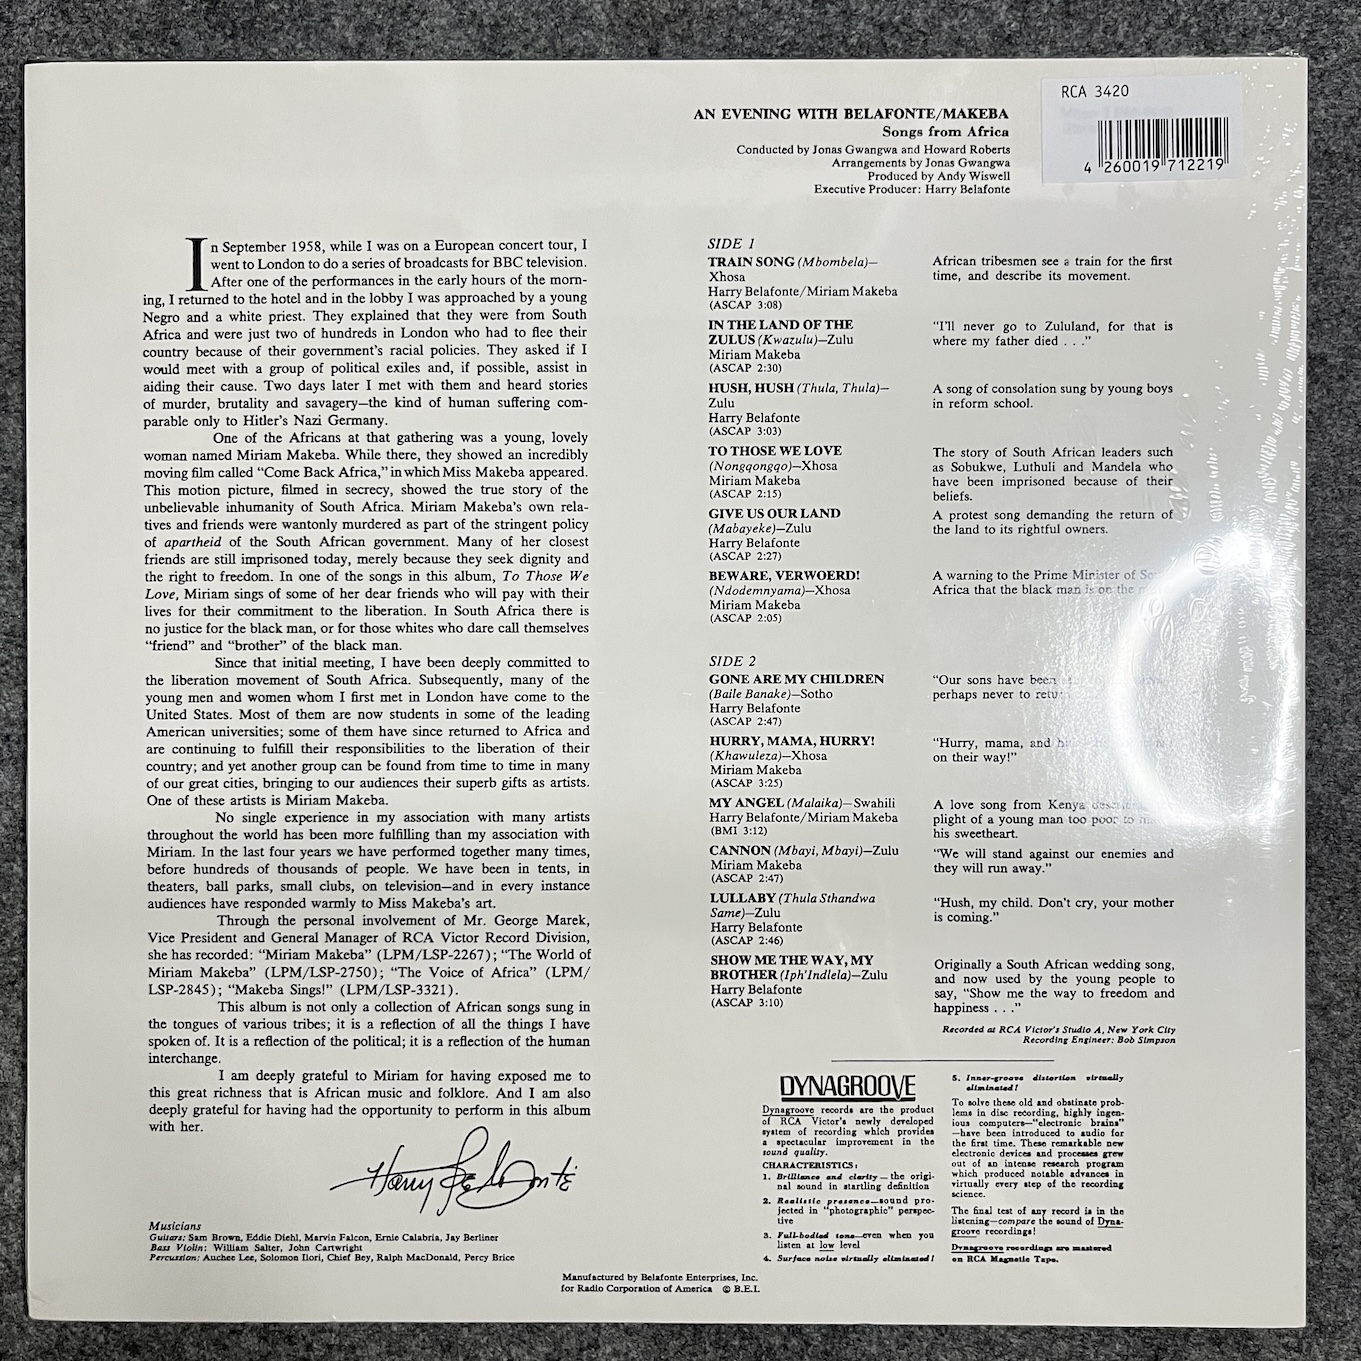 RCA 3420
4 260019 712219
AN EVENING WITH BELAFONTE/MAKEBA
Songs from Africa
Conducted by Jonas Gwangwa and Howard Roberts
Arrangements by Jonas Gwangwa
Produced by Andy Wiswell
Executive Producer: Harry Belafonte
In September 1958, while I was on a European concert tour, I
went to London to do a series of broadcasts for BBC television.
After one of the performances in the early hours of the morn-
ing, I returned to the hotel and in the lobby I was approached by a young
Negro and a white priest. They explained that they were from South
Africa and were just two of hundreds in London who had to flee their
country because of their government's racial policies. They asked if I
would meet with a group of political exiles and, if possible, assist in
aiding their cause. Two days later I met with them and heard stories
of murder, brutality and savagery—the kind of human suffering com-
parable only to Hitler's Nazi Germany.
One of the Africans at that gathering was a young, lovely
woman named Miriam Makeba. While there, they showed an incredibly
moving film called "Come Back Africa," in which Miss Makeba appeared.
This motion picture, filmed in secrecy, showed the true story of the
unbelievable inhumanity of South Africa. Miriam Makeba's own rela-
tives and friends were wantonly murdered as part of the stringent policy
of apartheid of the South African government. Many of her closest
friends are still imprisoned today, merely because they seek dignity and
the right to freedom. In one of the songs in this album, To Those We
Love, Miriam sings of some of her dear friends who will pay with their
lives for their commitment to the liberation. In South Africa there is
no justice for the black man, or for those whites who dare call themselves
"friend" and "brother" of the black man.
Since that initial meeting, I have been deeply committed to
the liberation movement of South Africa. Subsequently, many of the
young men and women whom I first met in London have come to the
United States. Most of them are now students in some of the leading
American universities; some of them have since returned to Africa and
are continuing to fulfill their responsibilities to the liberation of their
country; and yet another group can be found from time to time in many
of our great cities, bringing to our audiences their superb gifts as artists.
One of these artists is Miriam Makeba.
No single experience in my association with many artists
throughout the world has been more fulfilling than my association with
Miriam. In the last four years we have performed together many times,
before hundreds of thousands of people. We have been in tents, in
theaters, ball parks, small clubs, on television—and in every instance
audiences have responded warmly to Miss Makeba's art.
Through the personal involvement of Mr. George Marek,
Vice President and General Manager of RCA Victor Record Division,
she has recorded: "Miriam Makeba" (LPM/LSP-2267); "The World of
Miriam Makeba" (LPM/LSP-2750); "The Voice of Africa" (LPM/
LSP-2845); "Makeba Sings!" (LPM/LSP-3321).
This album is not only a collection of African songs sung in
the tongues of various tribes; it is a reflection of all the things I have
spoken of. It is a reflection of the political; it is a reflection of the human
interchange.
I am deeply grateful to Miriam for having exposed me to
this great richness that is African music and folklore. And I am also
deeply grateful for having had the opportunity to perform in this album
with her.
Harry Belafonte
Musicians
Guitars: Sam Brown, Eddie Diehl, Marvin Falcon, Ernie Calabria, Jay Berliner
Bass Violin: William Salter, John Cartwright
Percussion: Auchee Lee, Solomon Ilori, Chief Bey, Ralph MacDonald, Percy Brice
SIDE 1
TRAIN SONG (Mbombela)—
Xhosa
Harry Belafonte/Miriam Makeba
(ASCAP 3:08)
African tribesmen see a train for the first
time, and describe its movement.
IN THE LAND OF THE
ZULUS (Kwazulu)—Zulu
Miriam Makeba
(ASCAP 2:30)
"I'll never go to Zululand, for that is
where my father died . . ."
HUSH, HUSH (Thula, Thula)—
Zulu
Harry Belafonte
(ASCAP 3:03)
A song of consolation sung by young boys
in reform school.
TO THOSE WE LOVE
(Nongqongqo)—Xhosa
Miriam Makeba
(ASCAP 2:15)
The story of South African leaders such
as Sobukwe, Luthuli and Mandela who
have been imprisoned because of their
beliefs.
GIVE US OUR LAND
(Mabayeke)—Zulu
Harry Belafonte
(ASCAP 2:27)
A protest song demanding the return of
the land to its rightful owners.
BEWARE, VERWOERD!
(Ndodemnyama)—Xhosa
Miriam Makeba
(ASCAP 2:05)
A warning to the Prime Minister of
Africa that the black man is on the
SIDE 2
GONE ARE MY CHILDREN
(Baile Banake)—Sotho
Harry Belafonte
(ASCAP 2:47)
"Our sons have been
perhaps never to
HURRY, MAMA, HURRY!
(Khawuleza)—Xhosa
Miriam Makeba
(ASCAP 3:25)
"Hurry, mama, and
on their way!"
MY ANGEL (Malaika)—Swahili
Harry Belafonte/Miriam Makeba
(BMI 3:12)
A love song from Kenya
plight of a young man too poor to
his sweetheart.
CANNON (Mbayi, Mbayi)—Zulu
Miriam Makeba
(ASCAP 2:47)
"We will stand against our enemies and
they will run away."
LULLABY (Thula Sthandwa
Same)—Zulu
Harry Belafonte
(ASCAP 2:46)
"Hush, my child. Don't cry, your mother
is coming."
SHOW ME THE WAY, MY
BROTHER (Iph'Indlela)—Zulu
Harry Belafonte
(ASCAP 3:10)
Originally a South African wedding song,
and now used by the young people to
say, "Show me the way to freedom and
happiness . . ."
Recorded at RCA Victor's Studio A, New York City
Recording Engineer: Bob Simpson
DYNAGROOVE
Dynagroove records are the product
of RCA Victor's newly developed
system of recording which provides
a spectacular improvement in the
sound quality.
CHARACTERISTICS:
1. Brilliance and clarity—the origi-
nal sound in startling definition
2. Realistic presence—sound pro-
jected in "photographic" perspec-
tive
3. Full-bodied tone—even when you
listen at low level
4. Surface noise virtually eliminated!
5. Inner-groove distortion virtually
eliminated!
To solve these old and obstinate prob-
lems in disc recording, highly ingen-
ious computers—"electronic brains"
—have been introduced to audio for
the first time. These remarkable new
electronic devices and processes grew
out of an intense research program
which produced notable advances in
virtually every step of the recording
science.
The final test of any record is in the
listening—compare the sound of Dyna-
groove recordings!
Dynagroove recordings are mastered
on RCA Magnetic Tape.
Manufactured by Belafonte Enterprises, Inc.
for Radio Corporation of America © B.E.I.